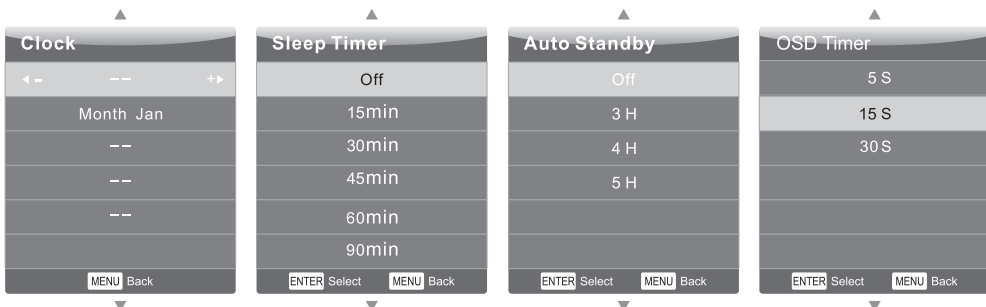 Clock
- -- +
Month Jan
--
--
--
MENU Back
Sleep Timer
Off
15min
30min
45min
60min
90min
ENTER Select MENU Back
Auto Standby
Off
3 H
4 H
5 H
ENTER Select MENU Back
OSD Timer
5 S
15 S
30 S
ENTER Select MENU Back